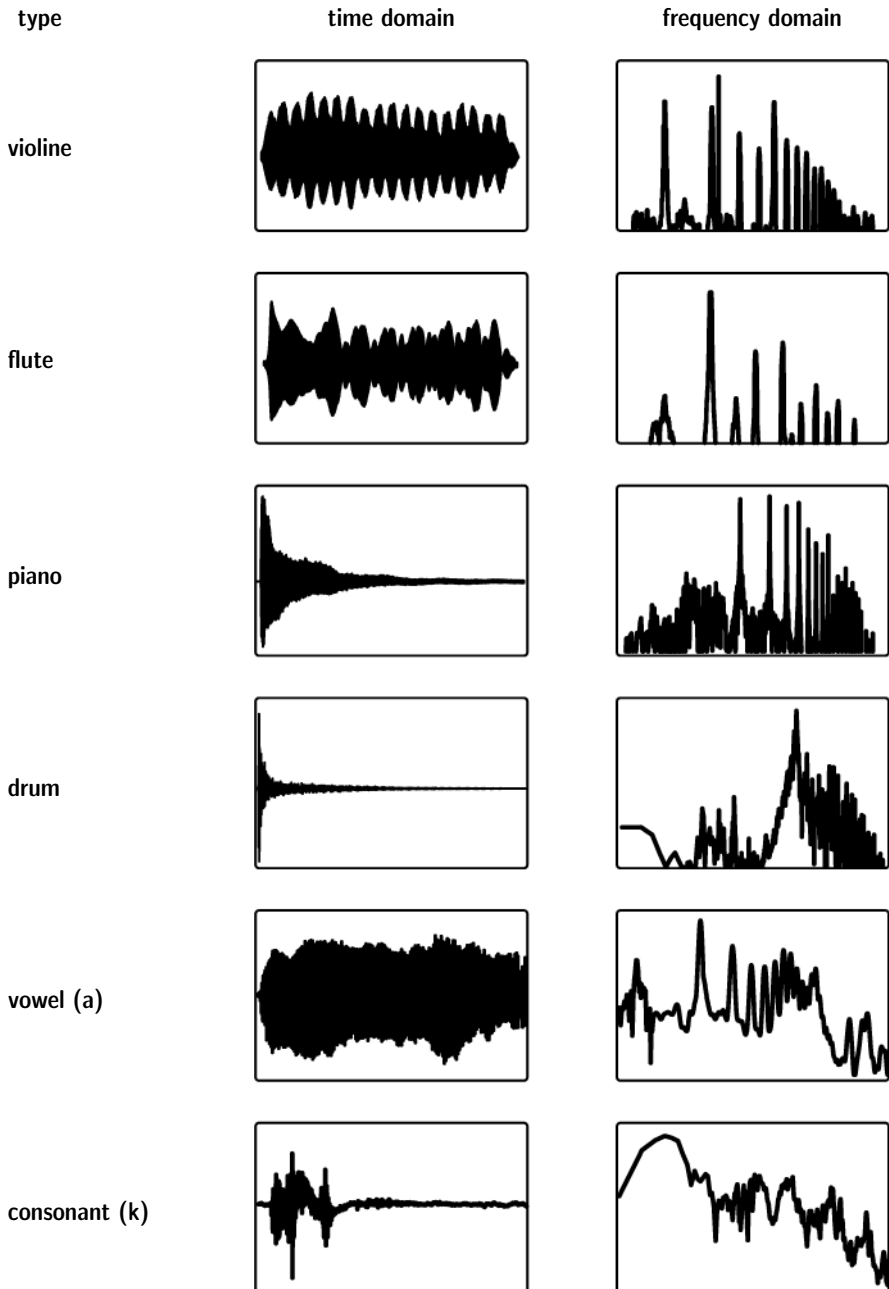 type time domain frequency domain
violine
flute
piano
drum
vowel (a)
consonant (k)